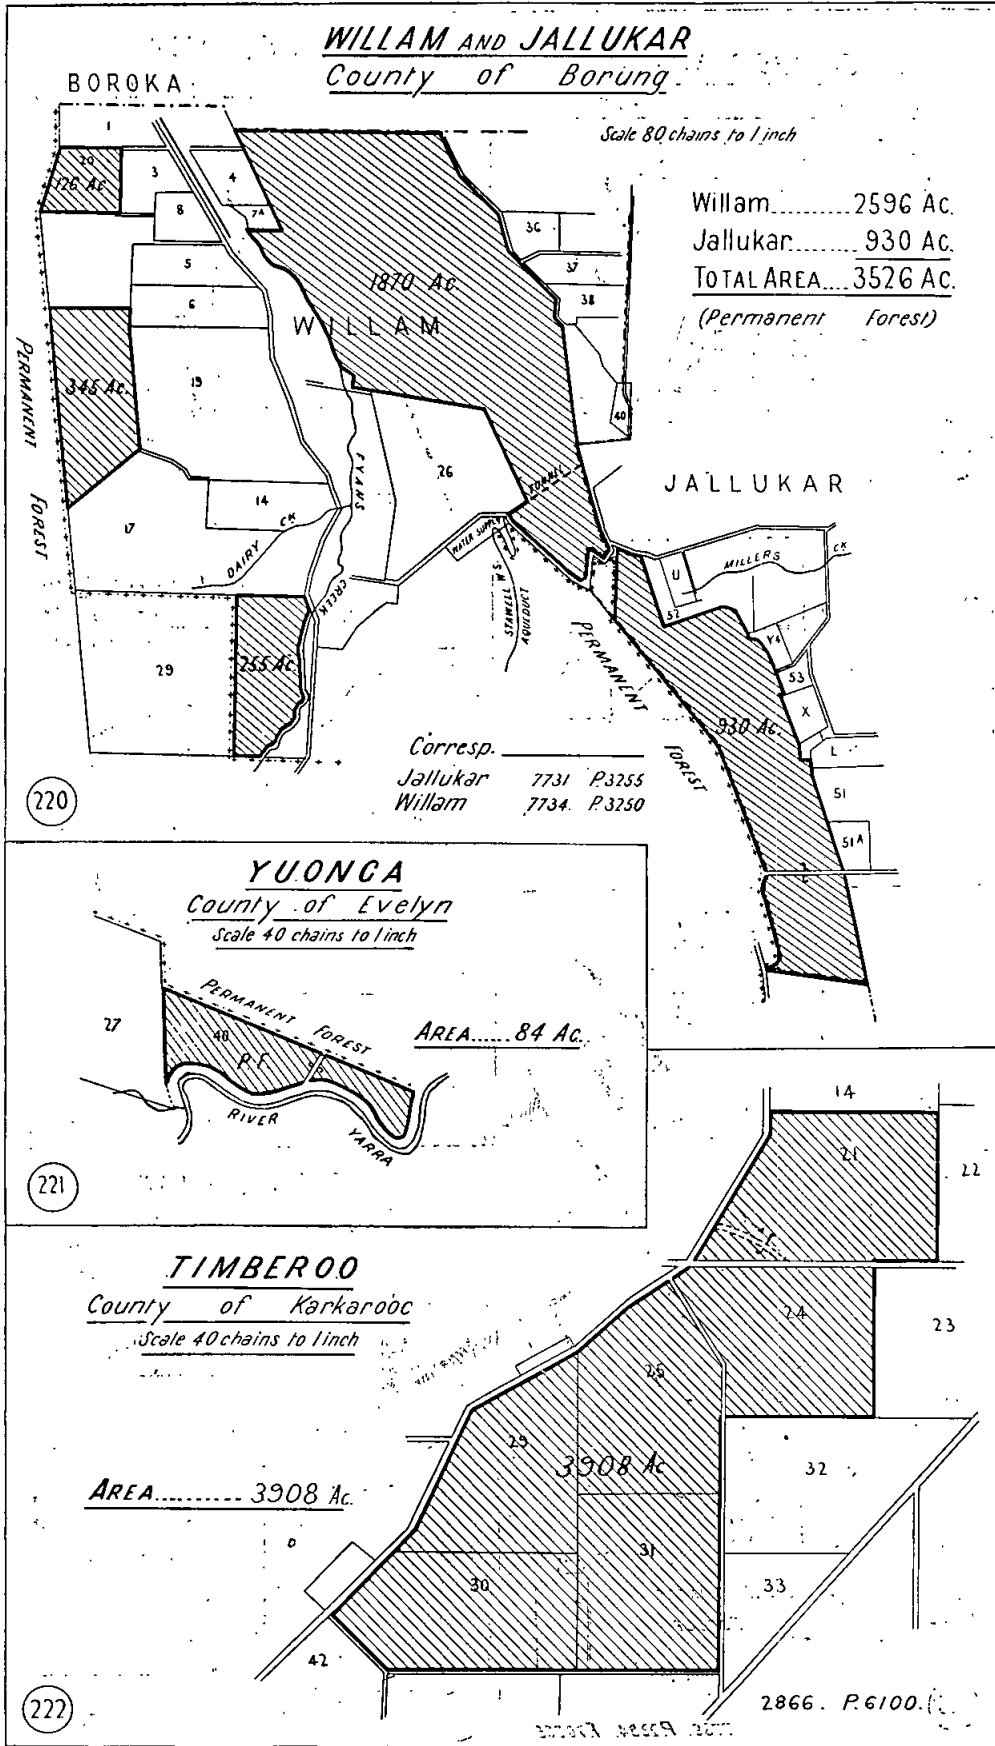 WILLAM AND JALLUKAR
County of Borung
BOROKA
Scale 80 chains to 1 inch
Willam.........2596 Ac.
Jallukar.......930 Ac.
TOTAL AREA....3526 Ac.
(Permanent Forest)
1
20
126 Ac
3
4
8
7A
5
6
36
37
38
40
1870 Ac.
WILLAM
345 Ac.
19
PERMANENT FOREST
26
TUNNEL
14
17
DAIRY CK
FYANS CREEK
WATER SUPPLY
STAWELL W.S.
AQUEDUCT
JALLUKAR
U
52
MILLERS CK
53
X
L
51
51A
29
255 Ac.
PERMANENT FOREST
930 Ac.
Corresp.
Jallukar 7731 P.3255
Willam 7734. P.3250
220
YUONGA
County of Evelyn
Scale 40 chains to 1 inch
PERMANENT FOREST
27
P.F.
AREA......84 Ac.
RIVER YARRA
221
TIMBEROO
County of Karkarooc
Scale 40 chains to 1 inch
14
21
22
24
23
25
29
3908 Ac
32
AREA.........3908 Ac.
31
30
33
42
222
2866. P.6100.